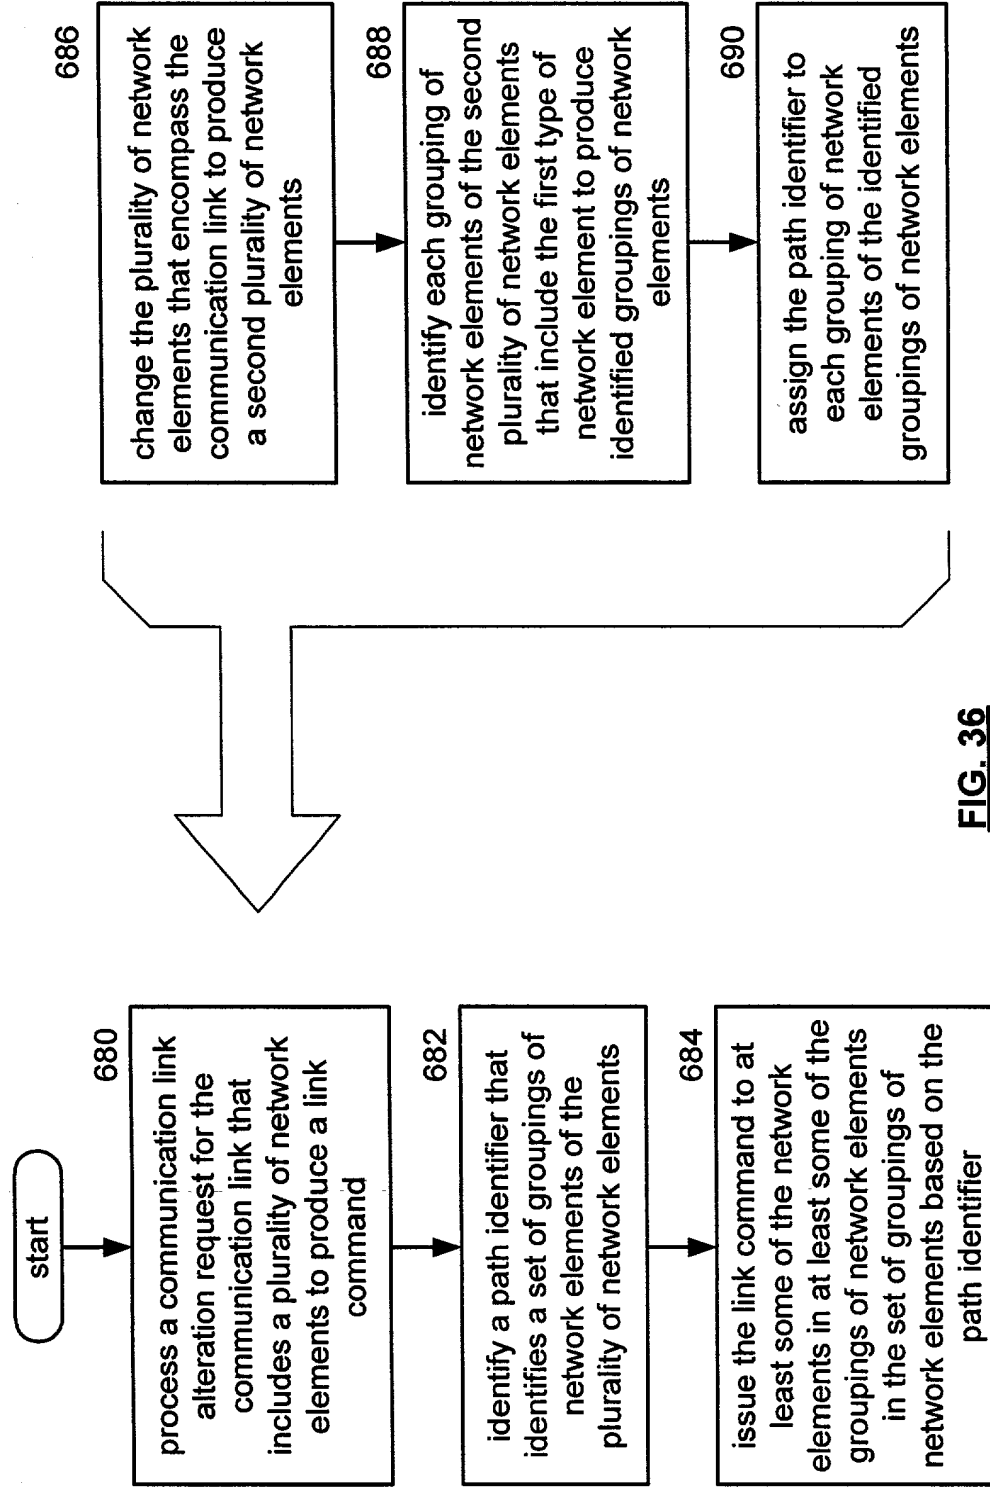 start
680
process a communication link
alteration request for the
communication link that
includes a plurality of network
elements to produce a link
command
682
identify a path identifier that
identifies a set of groupings of
network elements of the
plurality of network elements
684
issue the link command to at
least some of the network
elements in at least some of the
groupings of network elements
in the set of groupings of
network elements based on the
path identifier
686
change the plurality of network
elements that encompass the
communication link to produce
a second plurality of network
elements
688
identify each grouping of
network elements of the second
plurality of network elements
that include the first type of
network element to produce
identified groupings of network
elements
690
assign the path identifier to
each grouping of network
elements of the identified
groupings of network elements
FIG. 36